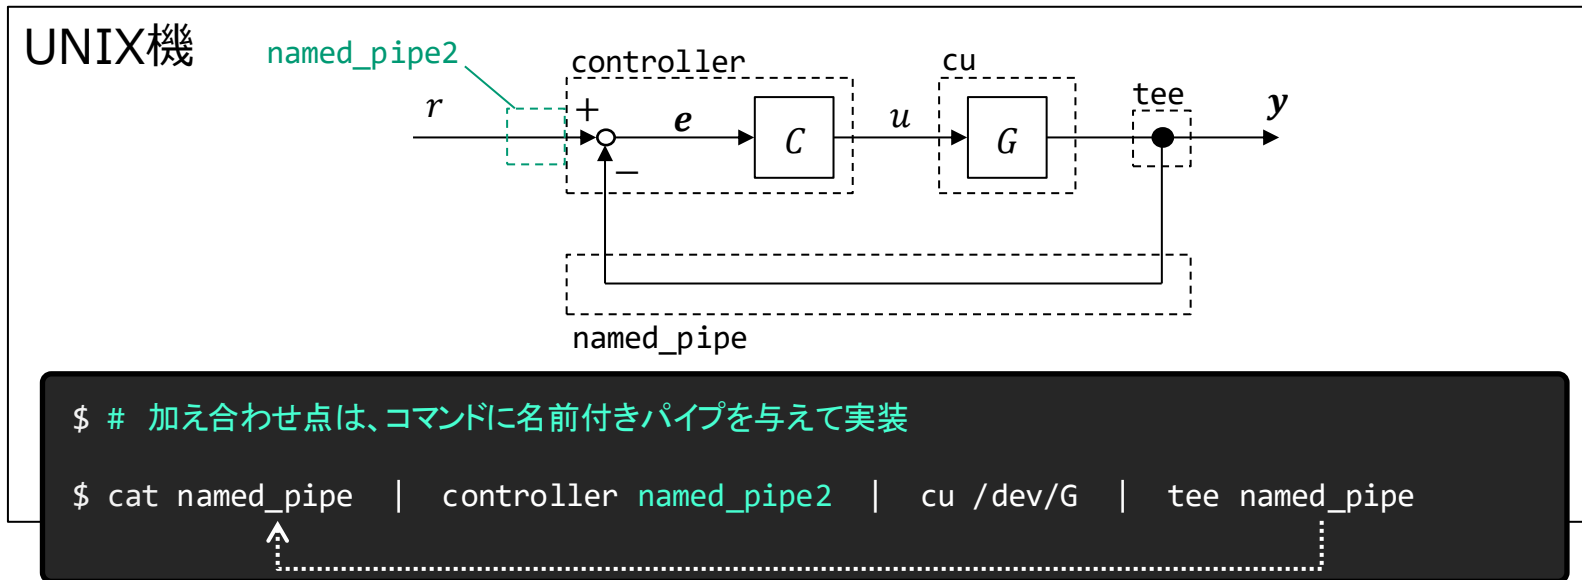 UNIX機
named_pipe2
controller
cu
tee
r
+
e
C
u
G
y
−
named_pipe
$ # 加え合わせ点は、コマンドに名前付きパイプを与えて実装
$ cat named_pipe | controller named_pipe2 | cu /dev/G | tee named_pipe